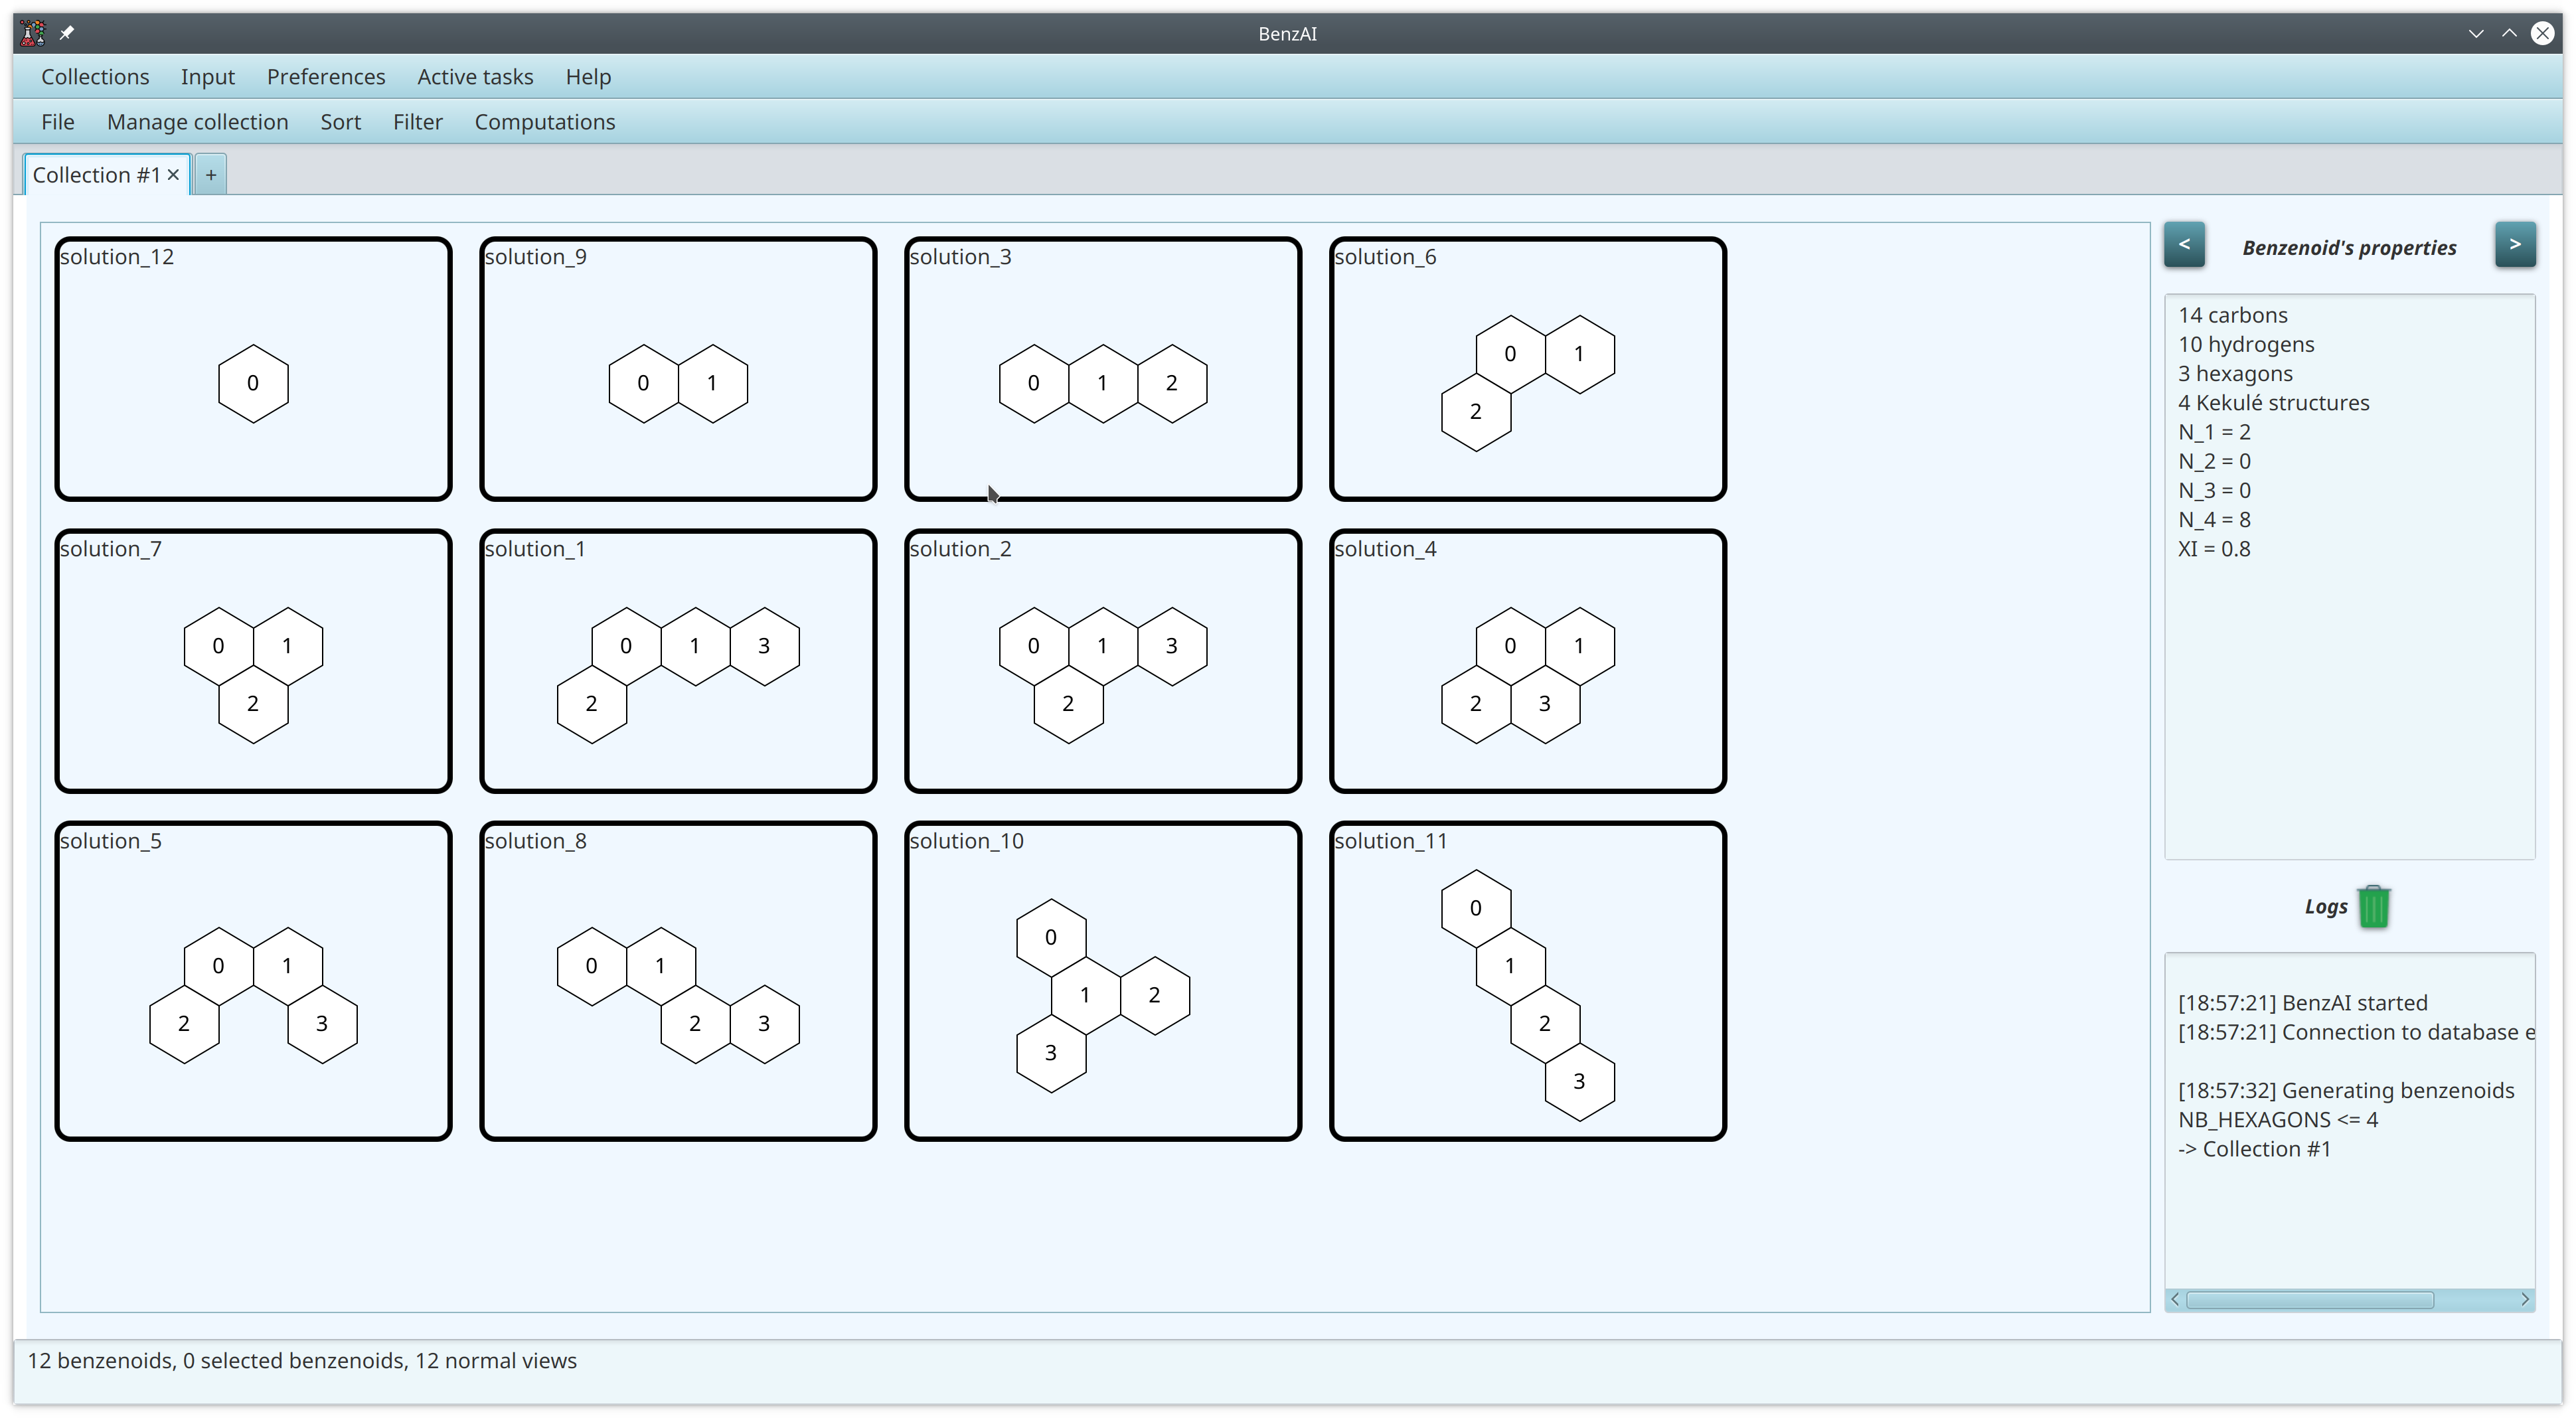 BenzAI
Collections Input Preferences Active tasks Help
File Manage collection Sort Filter Computations
Collection #1 × +
solution_12
0
solution_9
0 1
solution_3
0 1 2
solution_6
0 1
2
solution_7
0 1
2
solution_1
0 1 3
2
solution_2
0 1 3
2
solution_4
0 1
2 3
solution_5
0 1
2 3
solution_8
0 1
2 3
solution_10
0
1 2
3
solution_11
0
1
2
3
< Benzenoid's properties >
14 carbons
10 hydrogens
3 hexagons
4 Kekulé structures
N_1 = 2
N_2 = 0
N_3 = 0
N_4 = 8
XI = 0.8
Logs
[18:57:21] BenzAI started
[18:57:21] Connection to database e
[18:57:32] Generating benzenoids
NB_HEXAGONS <= 4
-> Collection #1
12 benzenoids, 0 selected benzenoids, 12 normal views